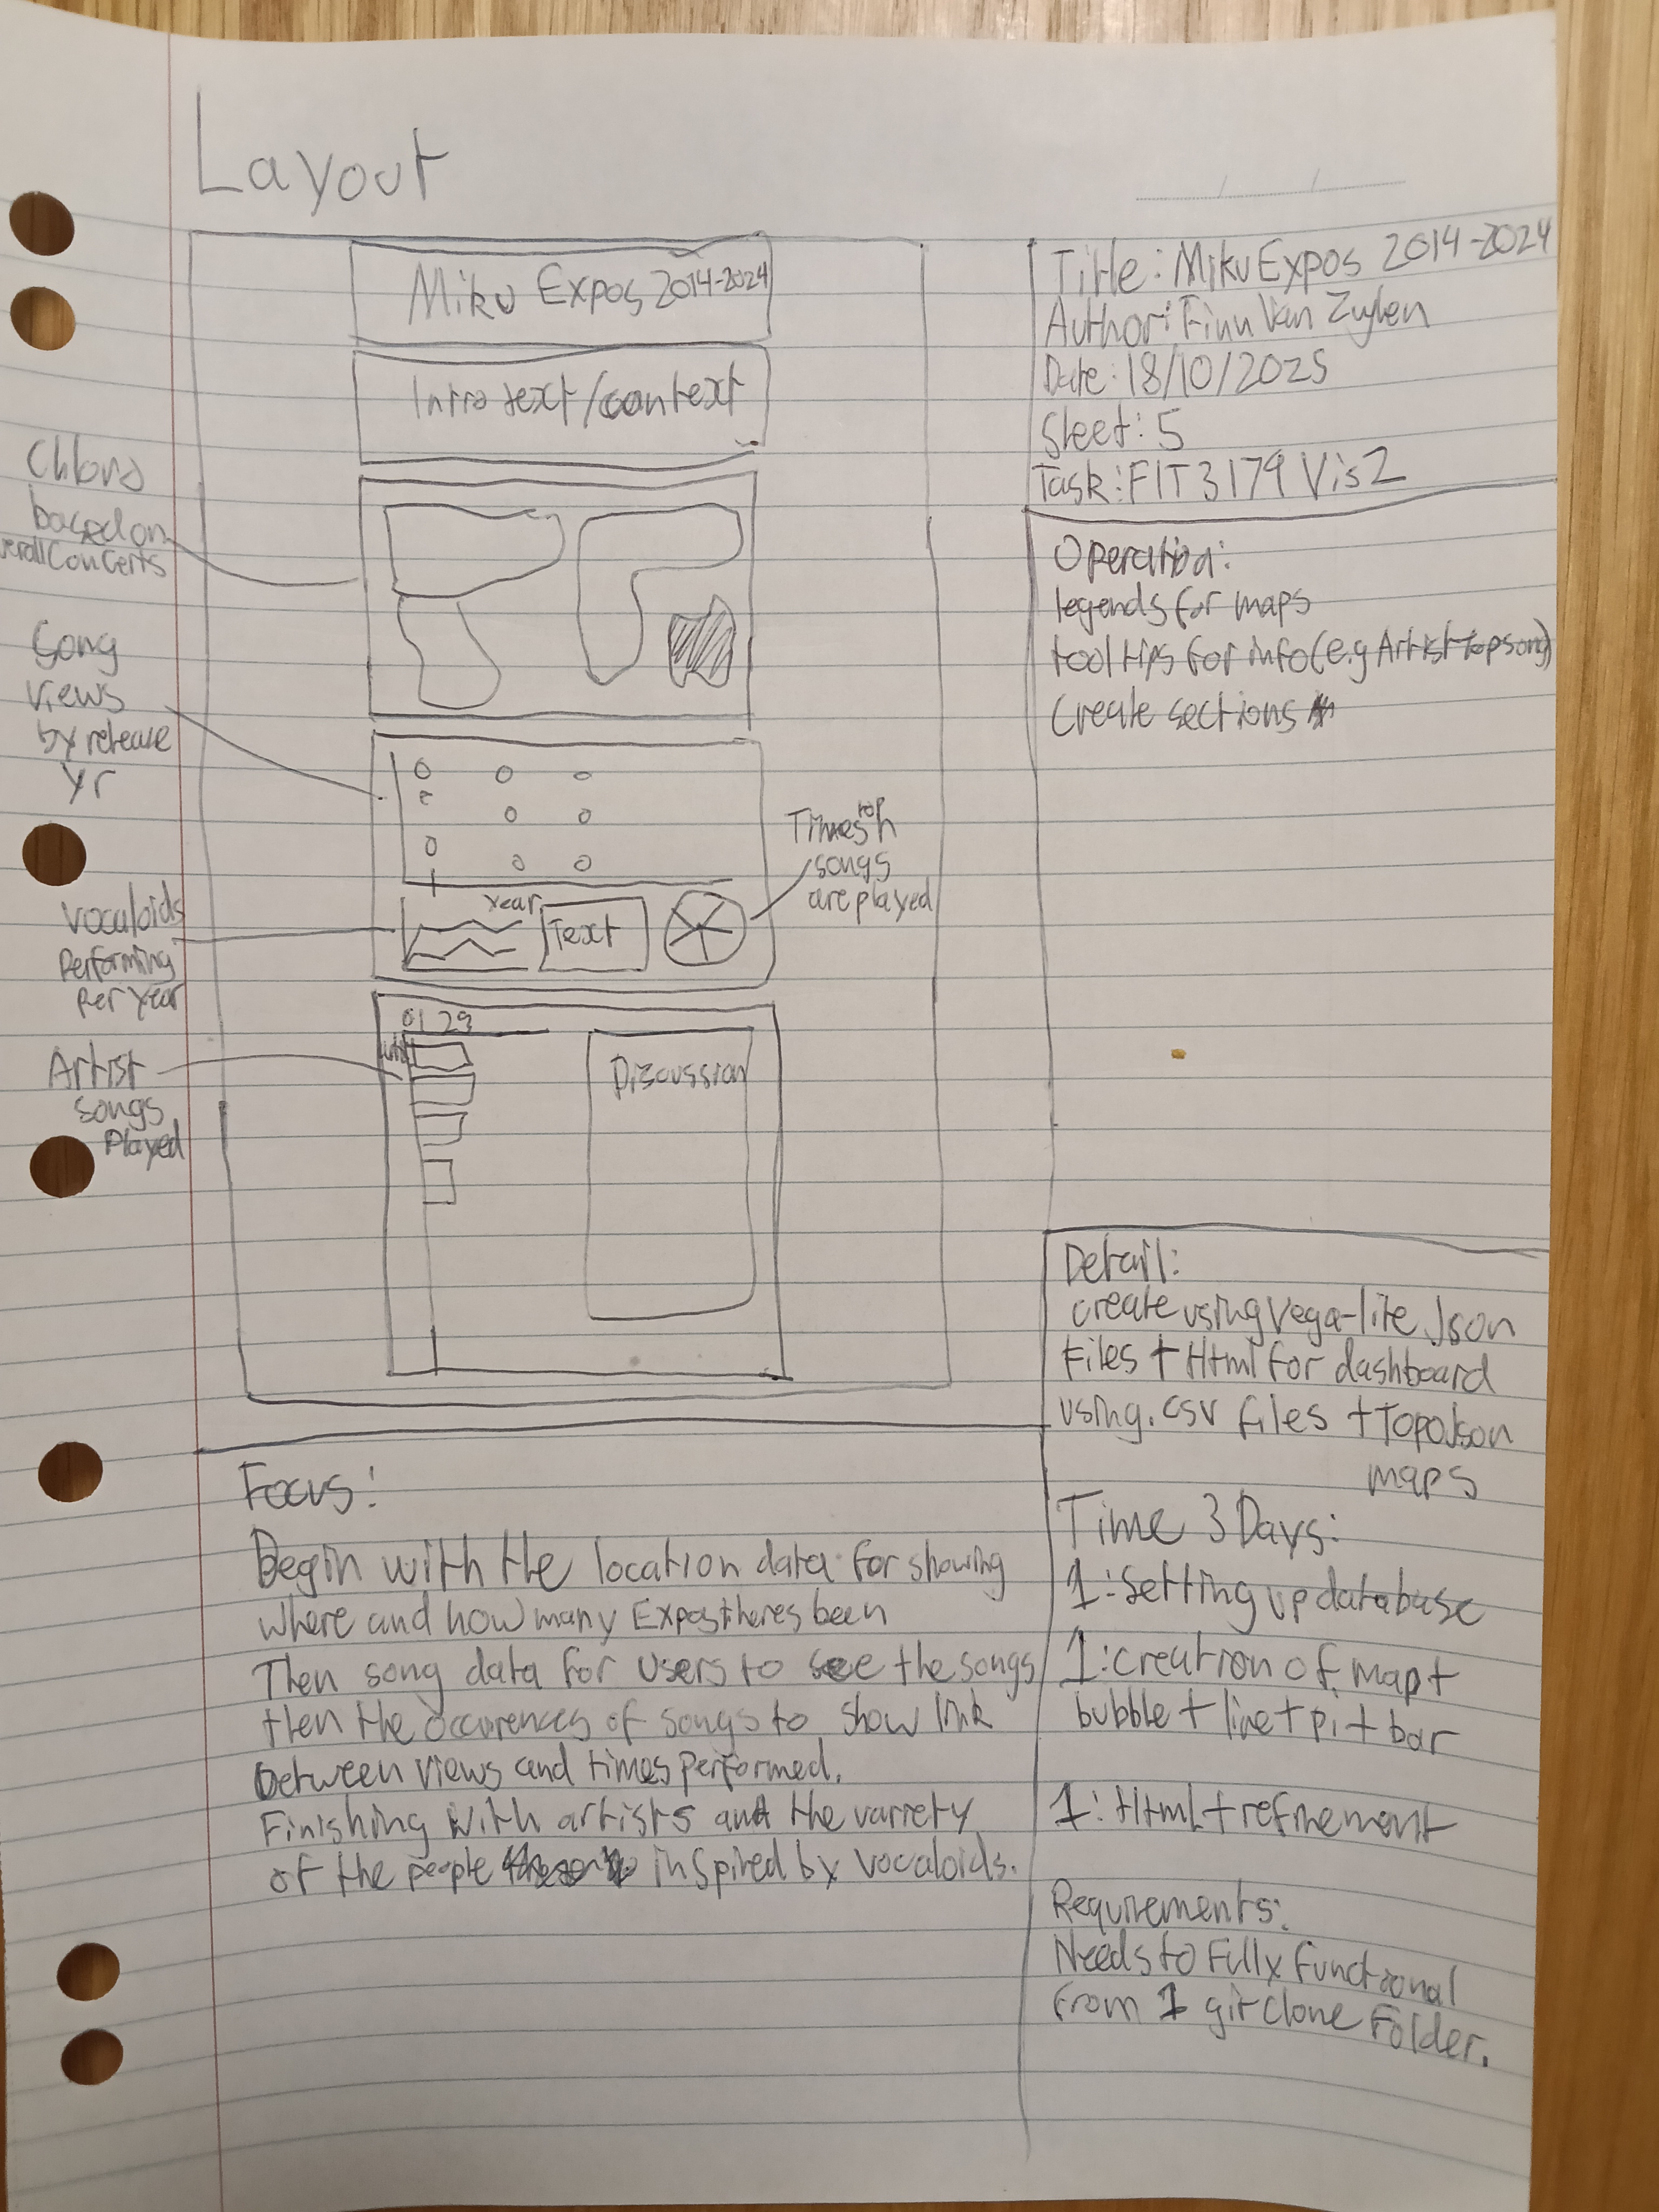 Layout
Miku Expos 2014-2024
Intro text/context
Chloro
based on
overall Concerts
Song
views
by release
yr
Year
Text
Times top
songs
are played
Vocaloids
Performing
Per year
Artist
songs
Played
01 29
Discussion
Title: Miku Expos 2014-2024
Author: Finn Van Zuylen
Date: 18/10/2025
Sheet: 5
Task: FIT3179 Vis2
Operation:
legends for maps
tool tips for info (e.g Artist top song)
Create sections
Detail:
create using Vega-lite Json
Files + Html for dashboard
using .csv files + TopoJson
maps
Time 3 Days:
1: Setting up database
1: creation of map +
bubble + line + pi + bar
1: Html + refinement
Requirements:
Needs to Fully functional
From 1 git clone Folder.
Focus:
Begin with the location data for showing
where and how many Expos theres been
Then song data for users to see the songs
then the occurences of songs to show link
between views and times performed.
Finishing with artists and the variety
of the people inspired by vocaloids.